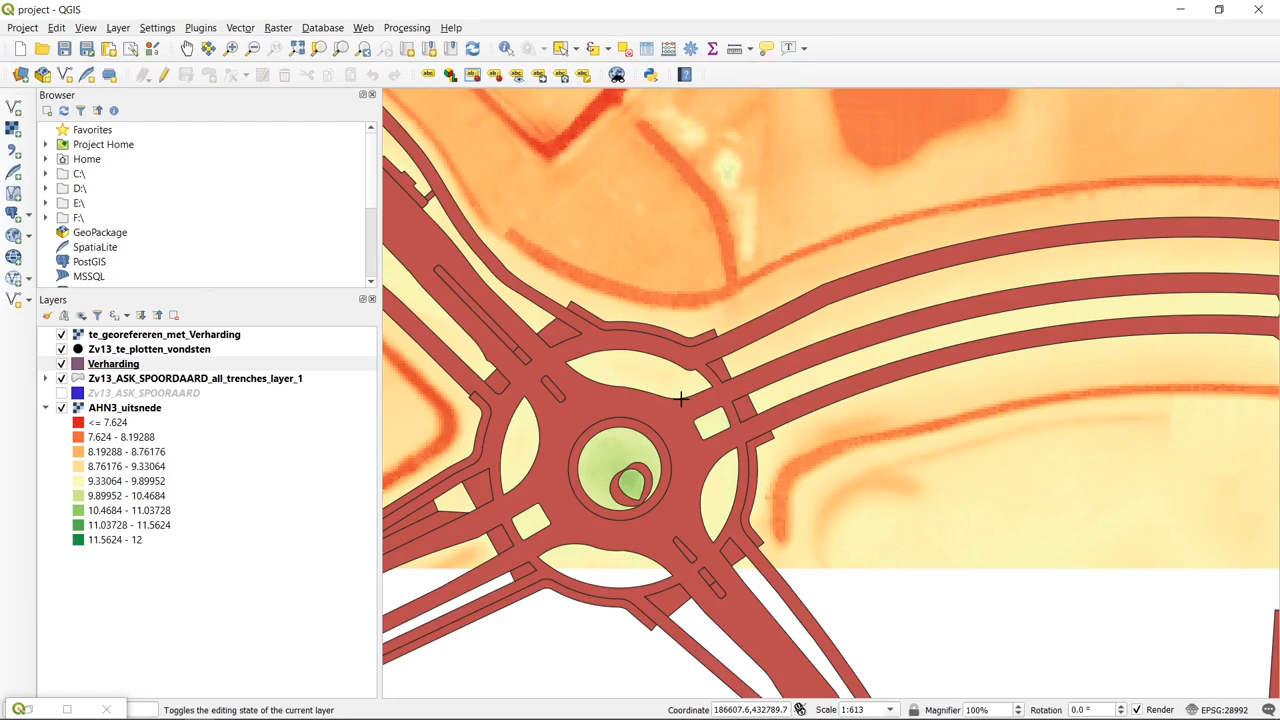 project - QGIS
Project Edit View Layer Settings Plugins Vector Raster Database Web Processing Help
Browser
Favorites
Project Home
Home
C:\
D:\
E:\
F:\
GeoPackage
SpatiaLite
PostGIS
MSSQL
Layers
te_georefereren_met_Verharding
Zv13_te_plotten_vondsten
Verharding
Zv13_ASK_SPOORDAARD_all_trenches_layer_1
Zv13_ASK_SPOORAARD
AHN3_uitsnede
<= 7.624
7.624 - 8.19288
8.19288 - 8.76176
8.76176 - 9.33064
9.33064 - 9.89952
9.89952 - 10.4684
10.4684 - 11.03728
11.03728 - 11.5624
11.5624 - 12
Toggles the editing state of the current layer
Coordinate 186607.6,432789.7 Scale 1:613 Magnifier 100% Rotation 0.0 ° Render EPSG:28992